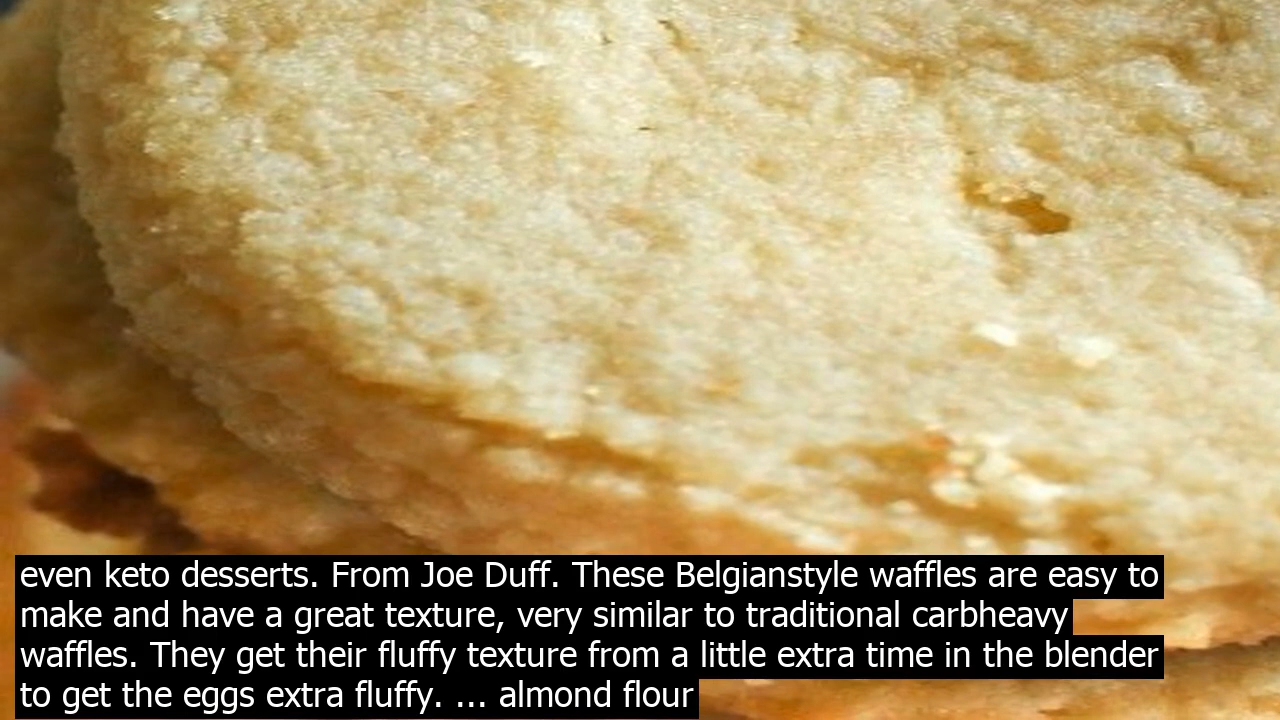 even keto desserts. From Joe Duff. These Belgianstyle waffles are easy to
make and have a great texture, very similar to traditional carbheavy
waffles. They get their fluffy texture from a little extra time in the blender
to get the eggs extra fluffy. ... almond flour